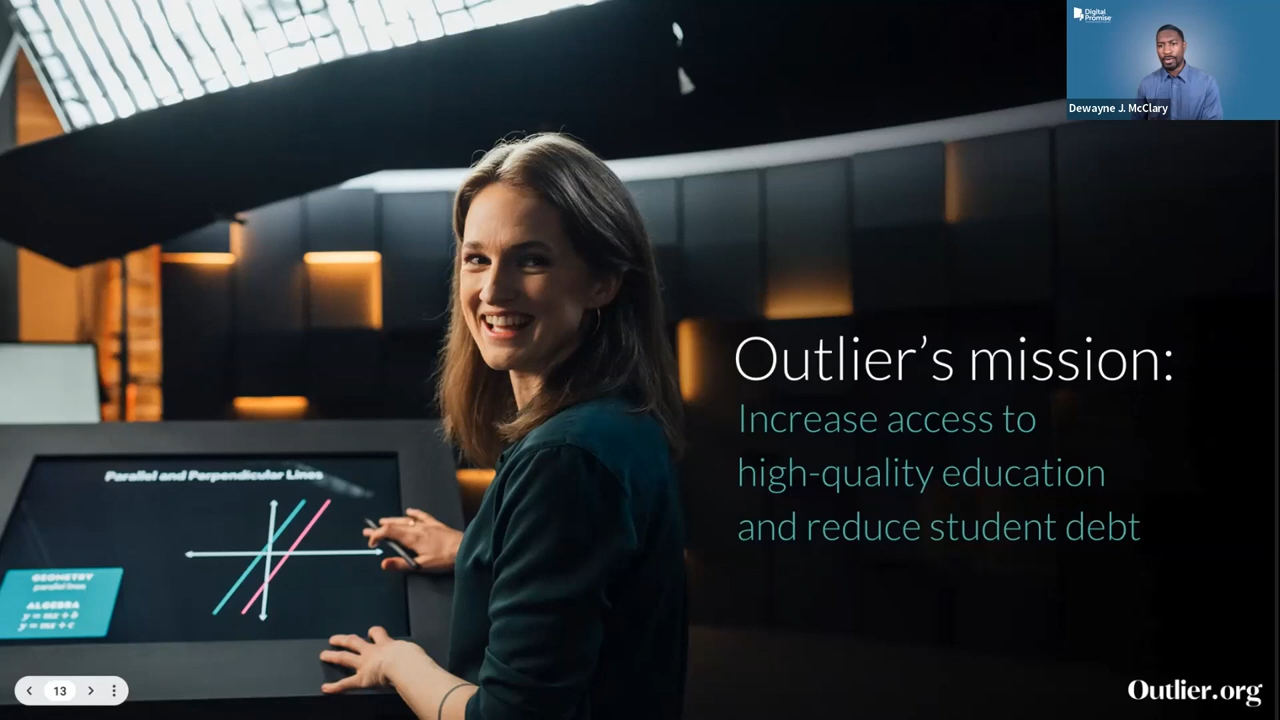 Digital
Promise
Dewayne J. McClary
Outlier's mission:
Increase access to
high-quality education
and reduce student debt
Parallel and Perpendicular Lines
GEOMETRY
parallel lines
ALGEBRA
y = mx + b
y = mx + c
13
Outlier.org